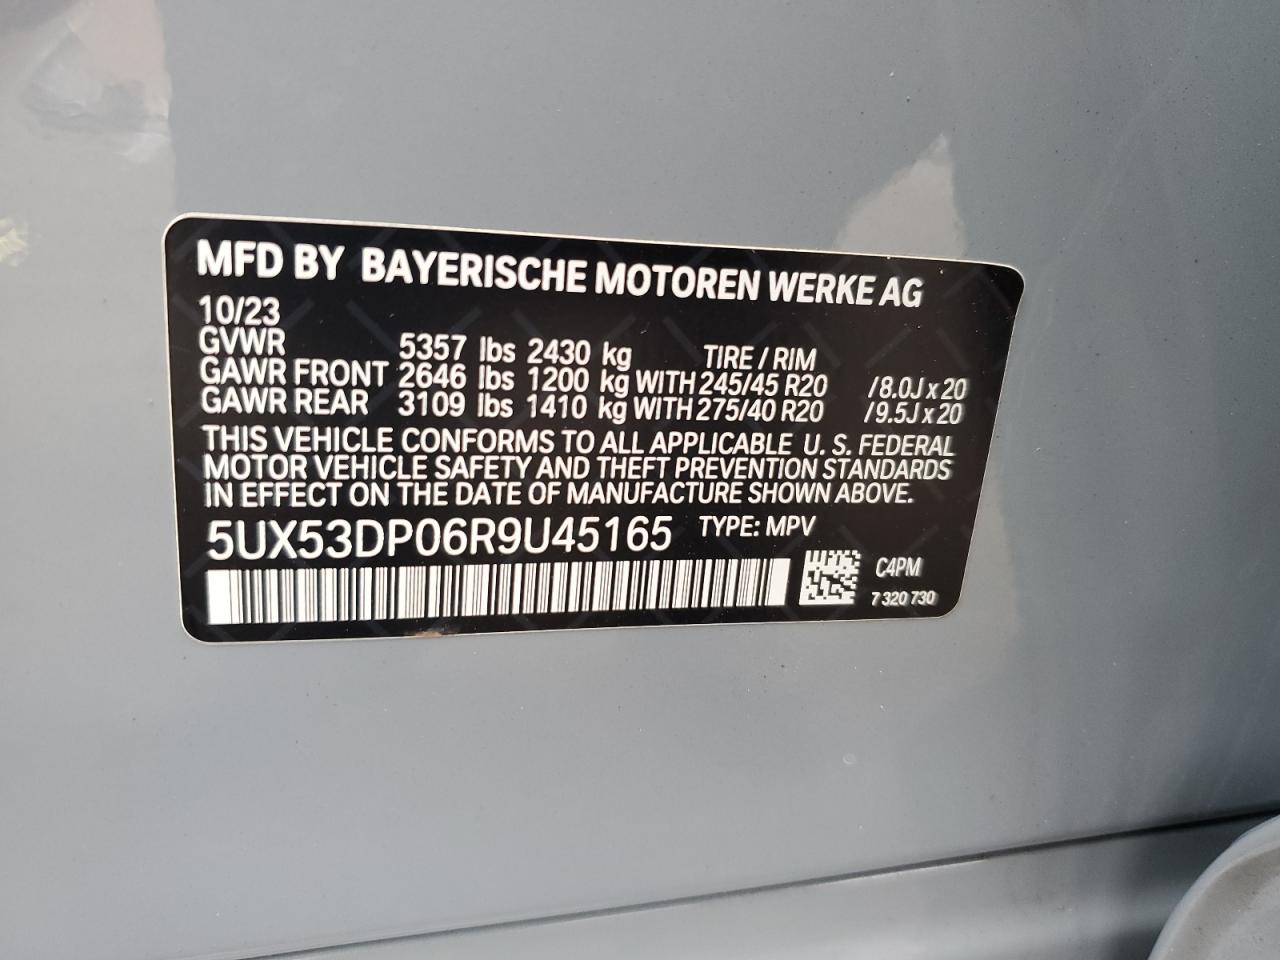 MFD BY BAYERISCHE MOTOREN WERKE AG
10/23
GVWR 5357 lbs 2430 kg TIRE / RIM
GAWR FRONT 2646 lbs 1200 kg WITH 245/45 R20 /8.0J x 20
GAWR REAR 3109 lbs 1410 kg WITH 275/40 R20 /9.5J x 20
THIS VEHICLE CONFORMS TO ALL APPLICABLE U. S. FEDERAL
MOTOR VEHICLE SAFETY AND THEFT PREVENTION STANDARDS
IN EFFECT ON THE DATE OF MANUFACTURE SHOWN ABOVE.
5UX53DP06R9U45165 TYPE: MPV
C4PM
7 320 730